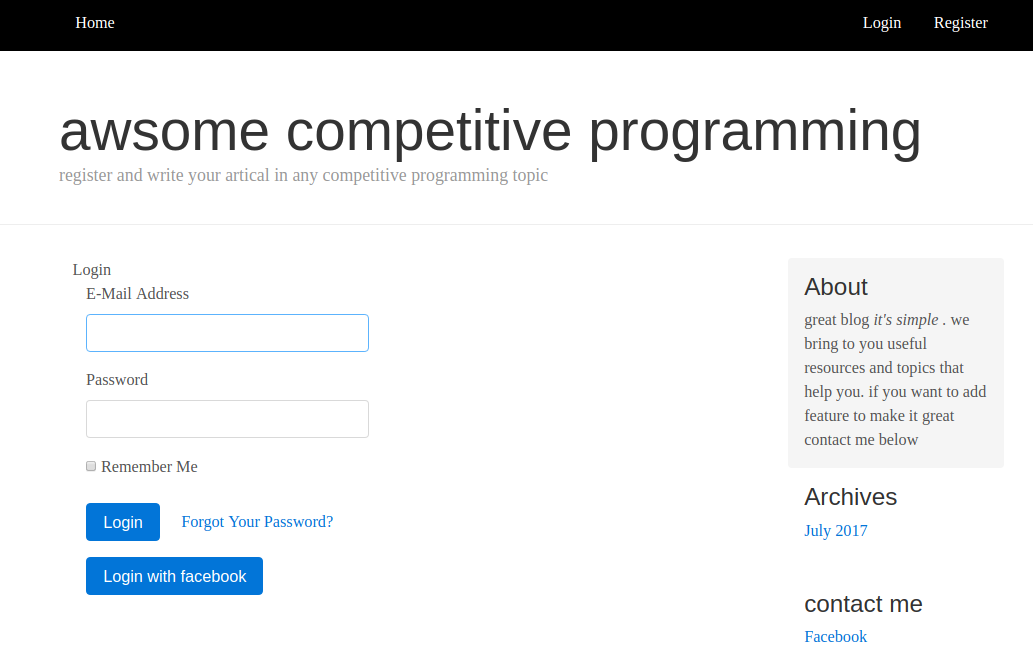 Home
Login
Register
awsome competitive programming
register and write your artical in any competitive programming topic
Login
E-Mail Address
Password
Remember Me
Login
Forgot Your Password?
Login with facebook
About
great blog it's simple . we
bring to you useful
resources and topics that
help you. if you want to add
feature to make it great
contact me below
Archives
July 2017
contact me
Facebook